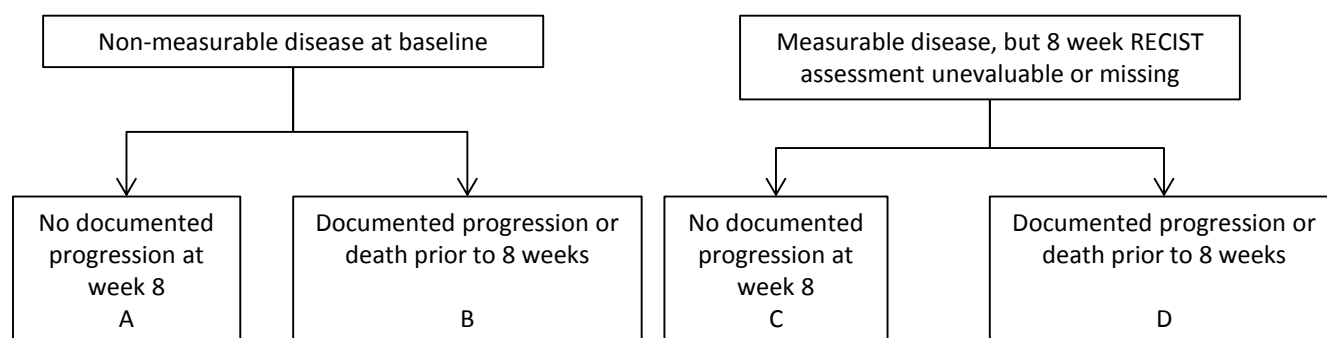 Non-measurable disease at baseline
Measurable disease, but 8 week RECIST
assessment unevaluable or missing
No documented
progression at
week 8
A
Documented progression or
death prior to 8 weeks
B
No documented
progression at
week 8
C
Documented progression or
death prior to 8 weeks
D